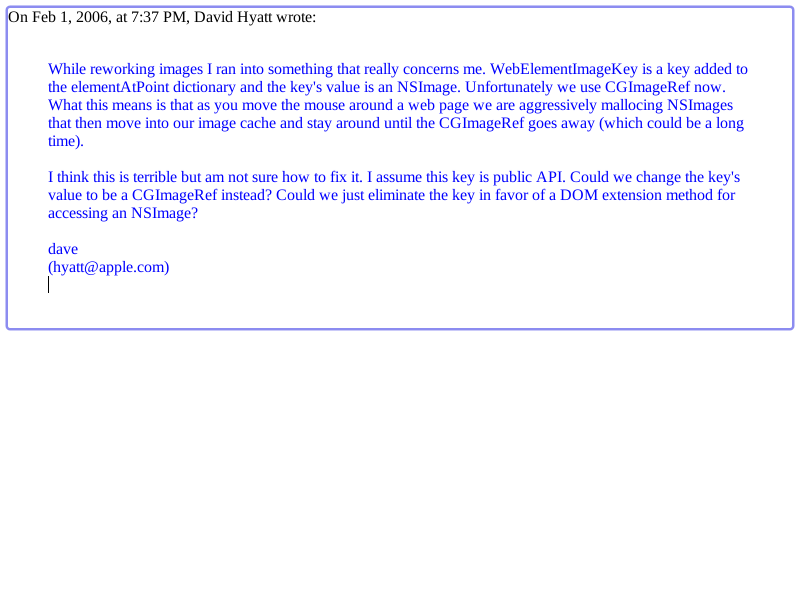 On Feb 1, 2006, at 7:37 PM, David Hyatt wrote:
While reworking images I ran into something that really concerns me. WebElementImageKey is a key added to
the elementAtPoint dictionary and the key's value is an NSImage. Unfortunately we use CGImageRef now.
What this means is that as you move the mouse around a web page we are aggressively mallocing NSImages
that then move into our image cache and stay around until the CGImageRef goes away (which could be a long
time).
I think this is terrible but am not sure how to fix it. I assume this key is public API. Could we change the key's
value to be a CGImageRef instead? Could we just eliminate the key in favor of a DOM extension method for
accessing an NSImage?
dave
(hyatt@apple.com)